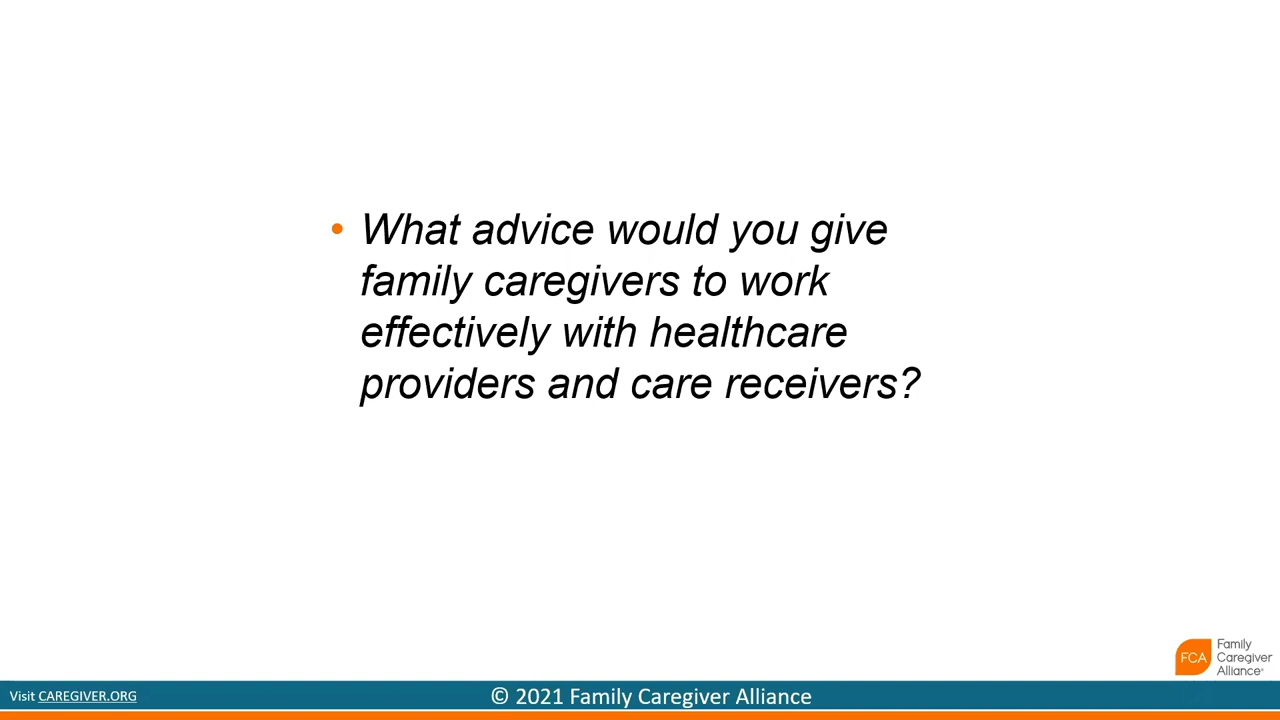 • What advice would you give
family caregivers to work
effectively with healthcare
providers and care receivers?
FCA
Family
Caregiver
Alliance®
Visit CAREGIVER.ORG
© 2021 Family Caregiver Alliance